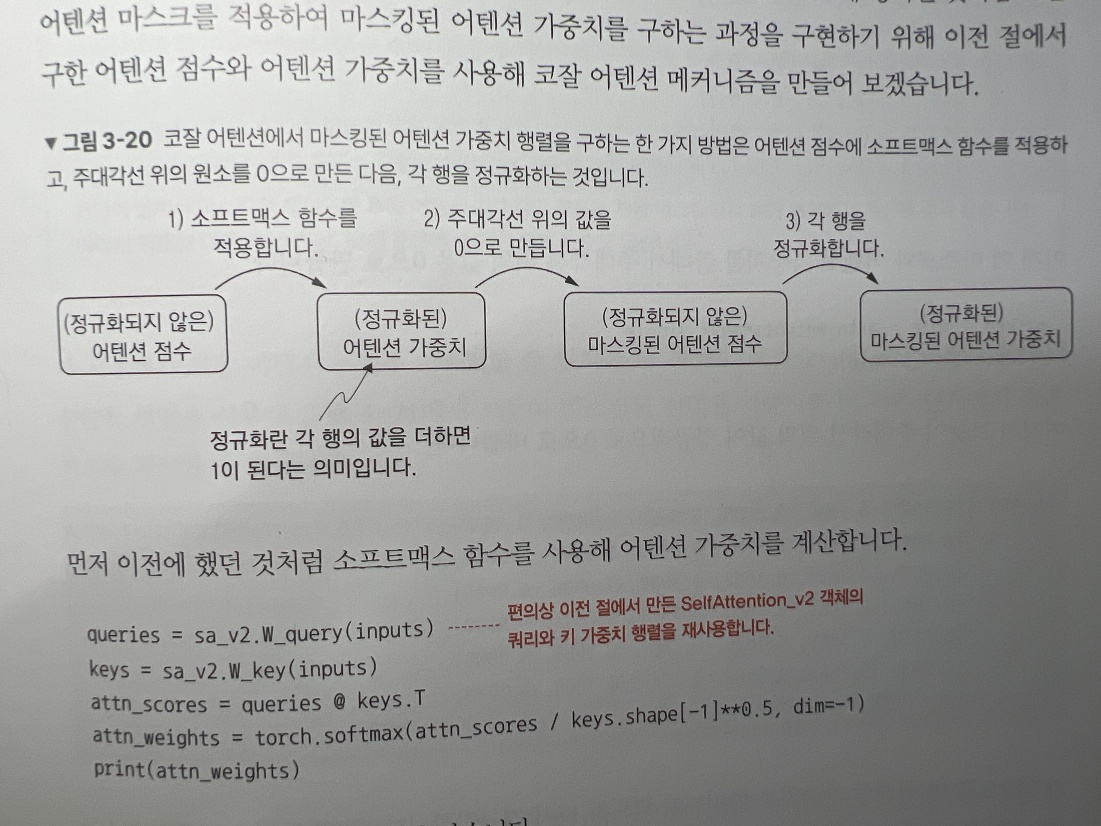 어텐션 마스크를 적용하여 마스킹된 어텐션 가중치를 구하는 과정을 구현하기 위해 이전 절에서
구한 어텐션 점수와 어텐션 가중치를 사용해 코잘 어텐션 메커니즘을 만들어 보겠습니다.
▼ 그림 3-20 코잘 어텐션에서 마스킹된 어텐션 가중치 행렬을 구하는 한 가지 방법은 어텐션 점수에 소프트맥스 함수를 적용하
고, 주대각선 위의 원소를 0으로 만든 다음, 각 행을 정규화하는 것입니다.
1) 소프트맥스 함수를
적용합니다.
2) 주대각선 위의 값을
0으로 만듭니다.
3) 각 행을
정규화합니다.
(정규화되지 않은)
어텐션 점수
(정규화된)
어텐션 가중치
(정규화되지 않은)
마스킹된 어텐션 점수
(정규화된)
마스킹된 어텐션 가중치
정규화란 각 행의 값을 더하면
1이 된다는 의미입니다.
먼저 이전에 했던 것처럼 소프트맥스 함수를 사용해 어텐션 가중치를 계산합니다.
queries = sa_v2.W_query(inputs)
편의상 이전 절에서 만든 SelfAttention_v2 객체의
쿼리와 키 가중치 행렬을 재사용합니다.
keys = sa_v2.W_key(inputs)
attn_scores = queries @ keys.T
attn_weights = torch.softmax(attn_scores / keys.shape[-1]**0.5, dim=-1)
print(attn_weights)